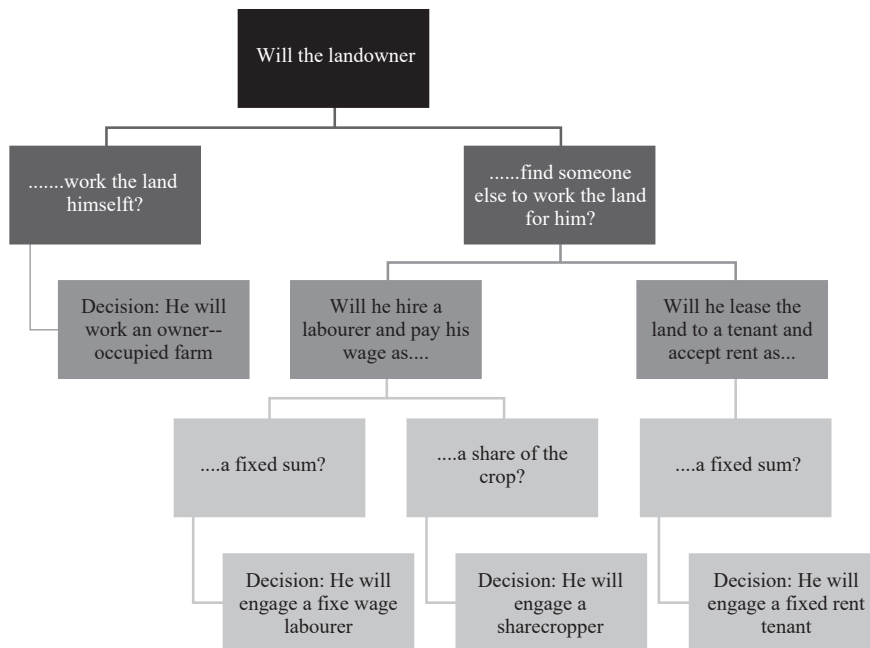 Will the landowner
.......work the land
himselft?
......find someone
else to work the land
for him?
Decision: He will
work an owner--
occupied farm
Will he hire a
labourer and pay his
wage as....
Will he lease the
land to a tenant and
accept rent as...
....a fixed sum?
....a share of the
crop?
....a fixed sum?
Decision: He will
engage a fixe wage
labourer
Decision: He will
engage a
sharecropper
Decision: He will
engage a fixed rent
tenant